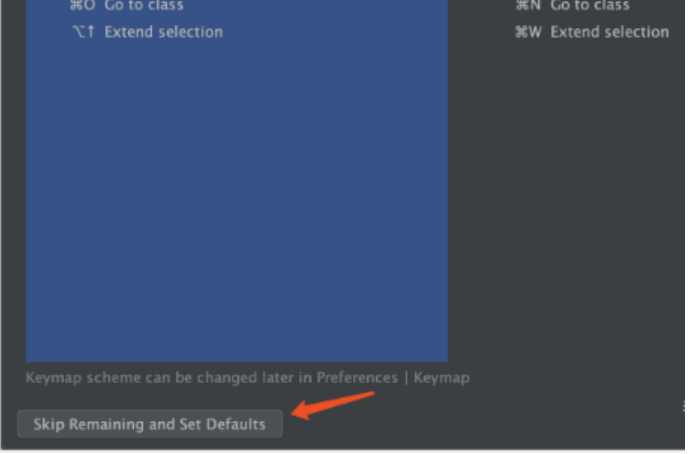 ⌘O Go to class
⌥↑ Extend selection
⌘N Go to class
⌘W Extend selection
Keymap scheme can be changed later in Preferences | Keymap
Skip Remaining and Set Defaults